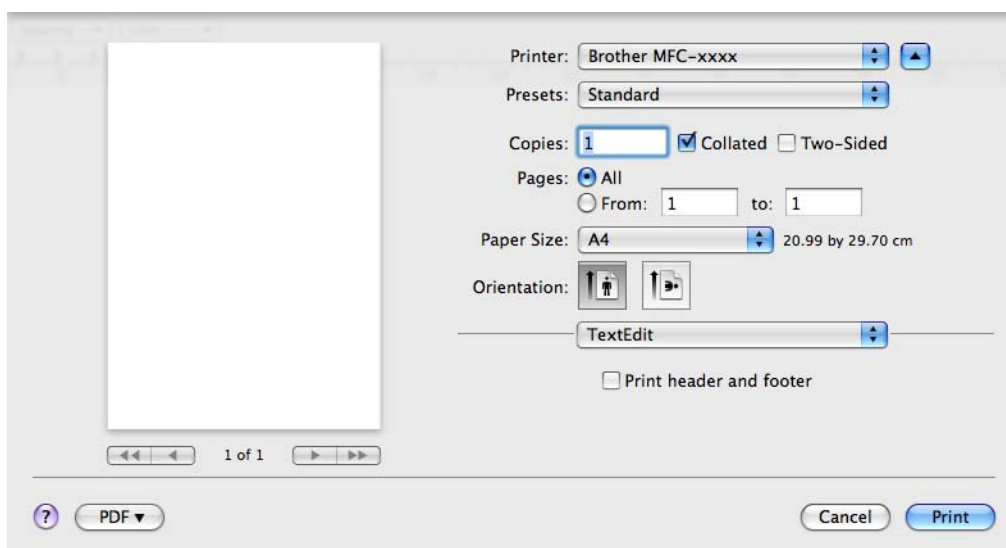 Printer: Brother MFC-xxxx
Presets: Standard
Copies: 1 Collated Two-Sided
Pages: All
From: 1 to: 1
Paper Size: A4 20.99 by 29.70 cm
Orientation:
TextEdit
Print header and footer
1 of 1
? PDF Cancel Print